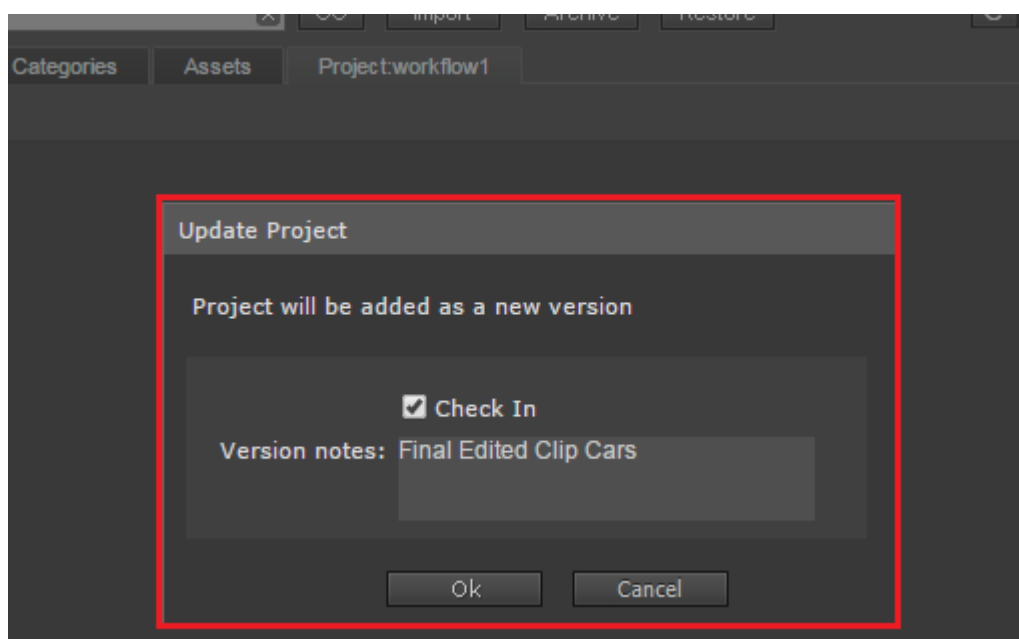 GO Import Archive Restore
Categories Assets Project:workflow1
Update Project
Project will be added as a new version
Check In
Version notes: Final Edited Clip Cars
Ok Cancel